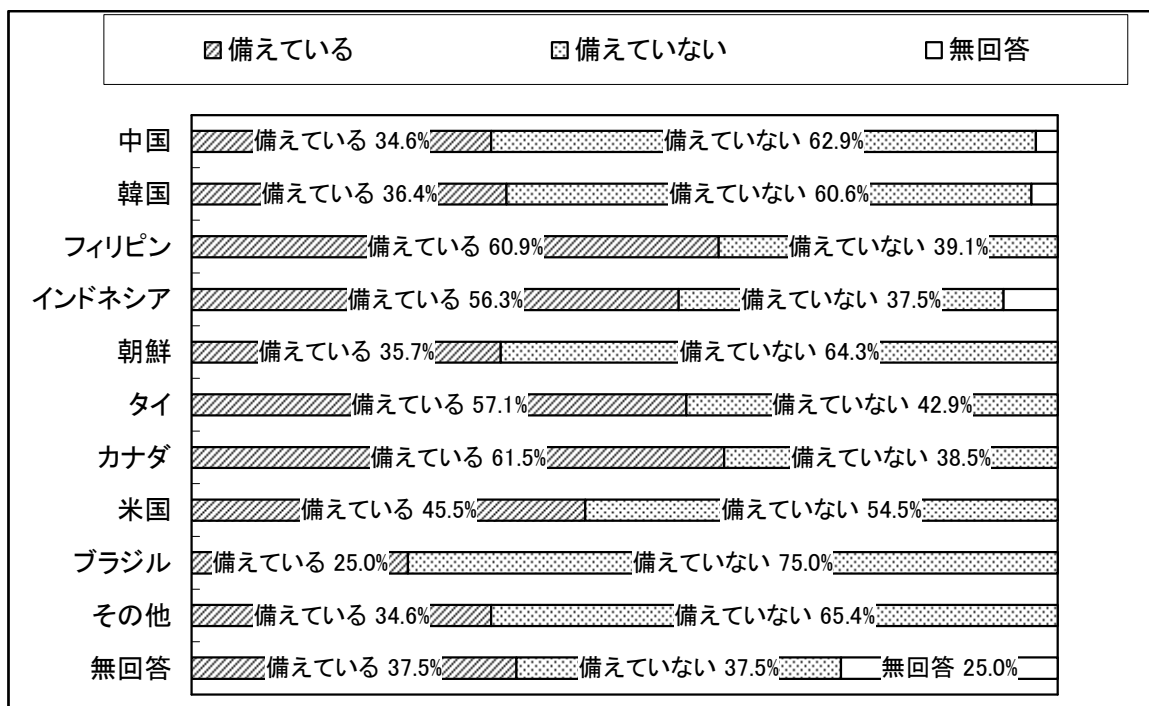 備えている 備えていない 無回答
中国 備えている 34.6% 備えていない 62.9%
韓国 備えている 36.4% 備えていない 60.6%
フィリピン 備えている 60.9% 備えていない 39.1%
インドネシア 備えている 56.3% 備えていない 37.5%
朝鮮 備えている 35.7% 備えていない 64.3%
タイ 備えている 57.1% 備えていない 42.9%
カナダ 備えている 61.5% 備えていない 38.5%
米国 備えている 45.5% 備えていない 54.5%
ブラジル 備えている 25.0% 備えていない 75.0%
その他 備えている 34.6% 備えていない 65.4%
無回答 備えている 37.5% 備えていない 37.5% 無回答 25.0%